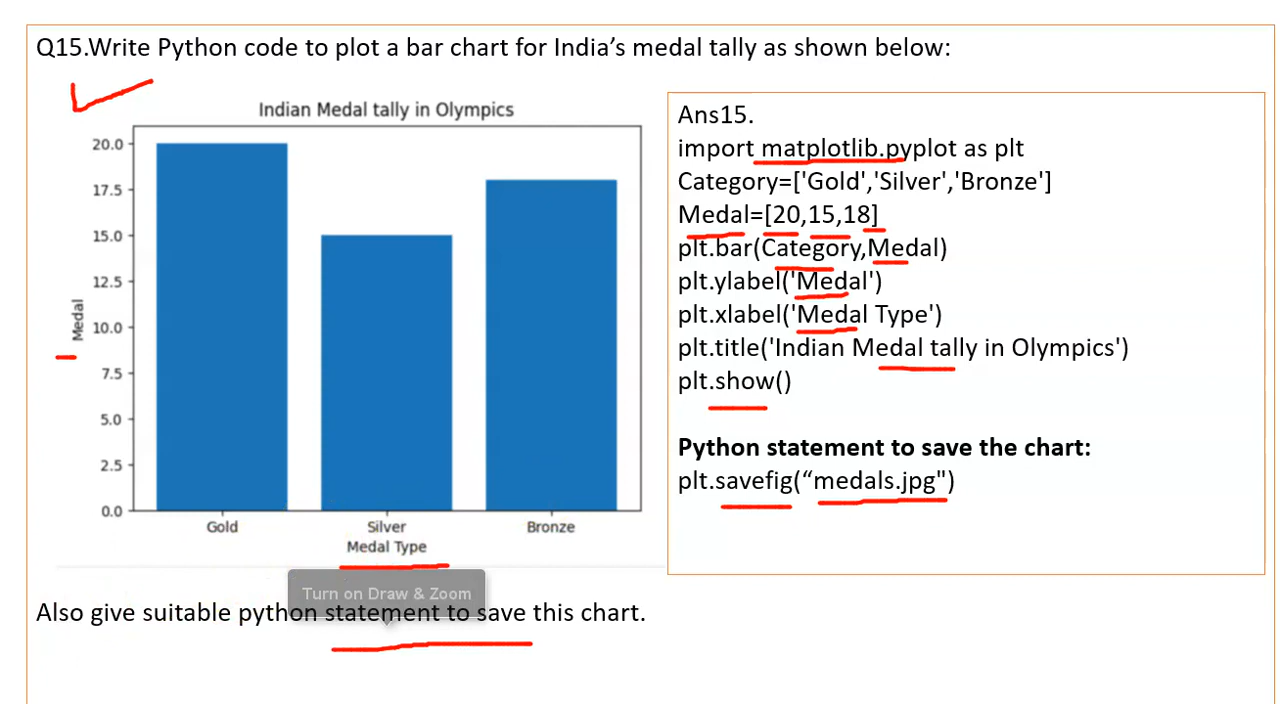 Q15.Write Python code to plot a bar chart for India’s medal tally as shown below:
Indian Medal tally in Olympics
20.0
17.5
15.0
12.5
10.0
7.5
5.0
2.5
0.0
Medal
Gold
Silver
Bronze
Medal Type
Turn on Draw & Zoom
Also give suitable python statement to save this chart.
Ans15.
import matplotlib.pyplot as plt
Category=['Gold','Silver','Bronze']
Medal=[20,15,18]
plt.bar(Category,Medal)
plt.ylabel('Medal')
plt.xlabel('Medal Type')
plt.title('Indian Medal tally in Olympics')
plt.show()
Python statement to save the chart:
plt.savefig(“medals.jpg")